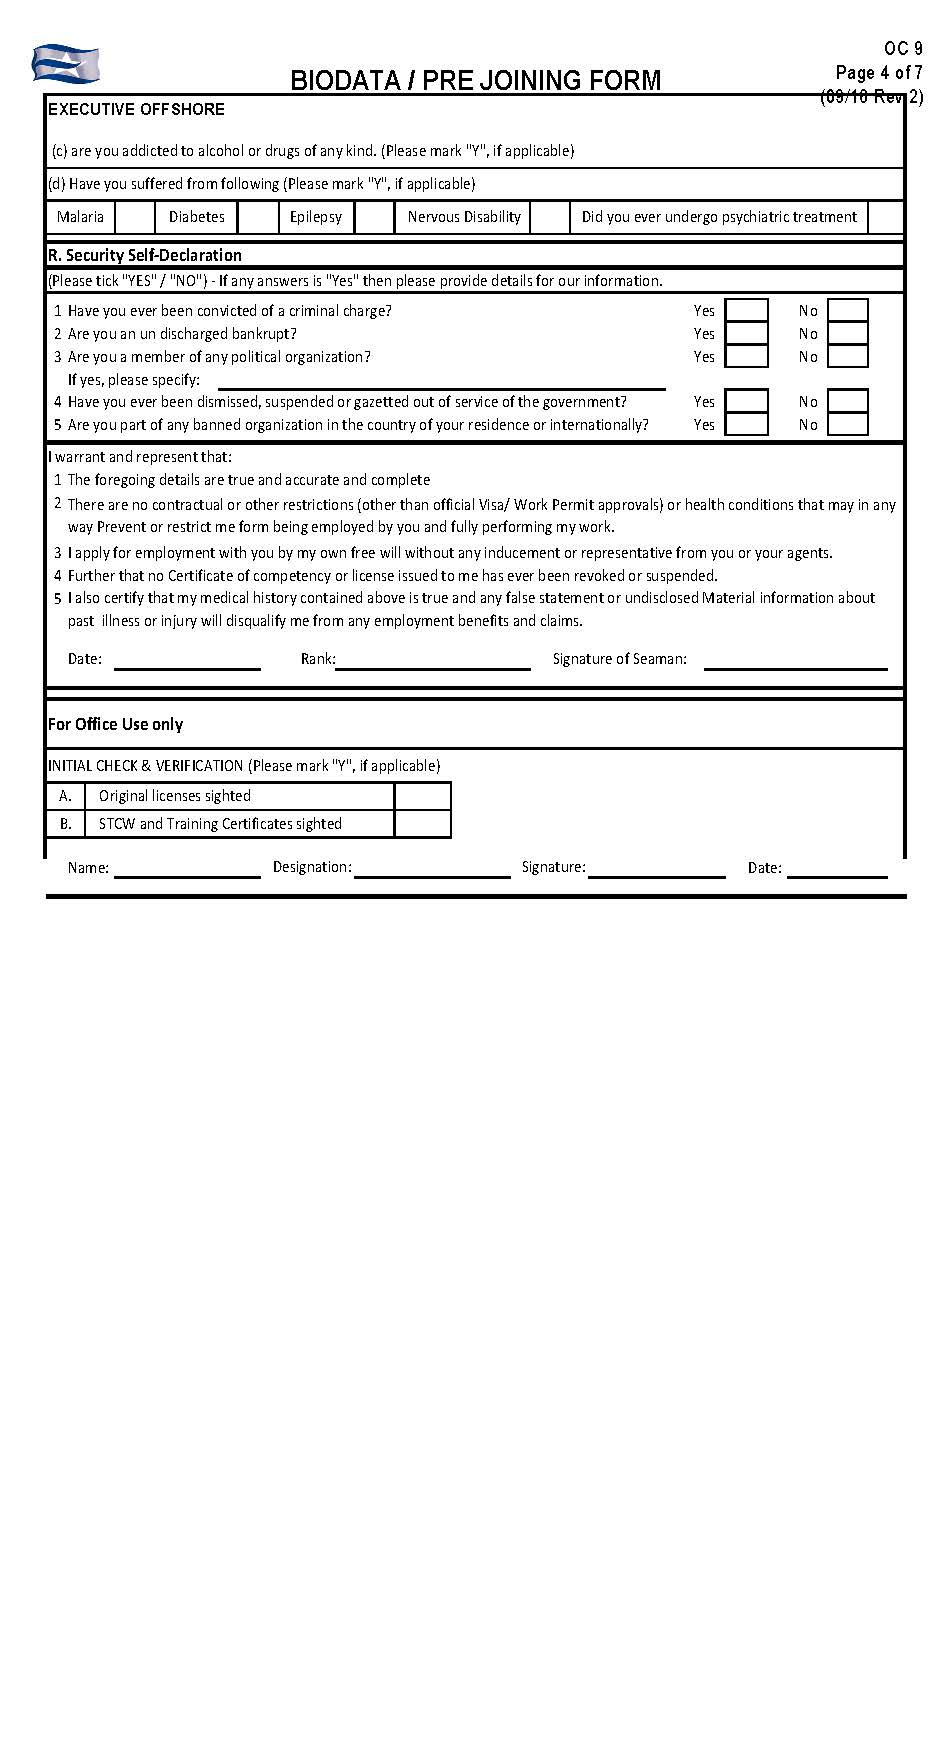 OC 9
BIODATA / PRE JOINING FORM
Page 4 of 7
(09/18 Rev 2)
EXECUTIVE OFFSHORE
(c) are you addicted to alcohol or drugs of any kind. (Please mark "Y", if applicable)
(d) Have you suffered from following (Please mark "Y", if applicable)
Malaria Diabetes Epilepsy Nervous Disability Did you ever undergo psychiatric treatment
R. Security Self-Declaration
(Please tick "YES" / "NO") - If any answers is "Yes" then please provide details for our information.
1 Have you ever been convicted of a criminal charge? Yes No
2 Are you an un discharged bankrupt? Yes No
3 Are you a member of any political organization? Yes No
If yes, please specify:
4 Have you ever been dismissed, suspended or gazetted out of service of the government? Yes No
5 Are you part of any banned organization in the country of your residence or internationally? Yes No
I warrant and represent that:
1 The foregoing details are true and accurate and complete
2 There are no contractual or other restrictions (other than official Visa/ Work Permit approvals) or health conditions that may in any
way Prevent or restrict me form being employed by you and fully performing my work.
3 I apply for employment with you by my own free will without any inducement or representative from you or your agents.
4 Further that no Certificate of competency or license issued to me has ever been revoked or suspended.
5 I also certify that my medical history contained above is true and any false statement or undisclosed Material information about
past illness or injury will disqualify me from any employment benefits and claims.
Date: Rank: Signature of Seaman:
For Office Use only
INITIAL CHECK & VERIFICATION (Please mark "Y", if applicable)
A. Original licenses sighted
B. STCW and Training Certificates sighted
Name: Designation: Signature: Date: